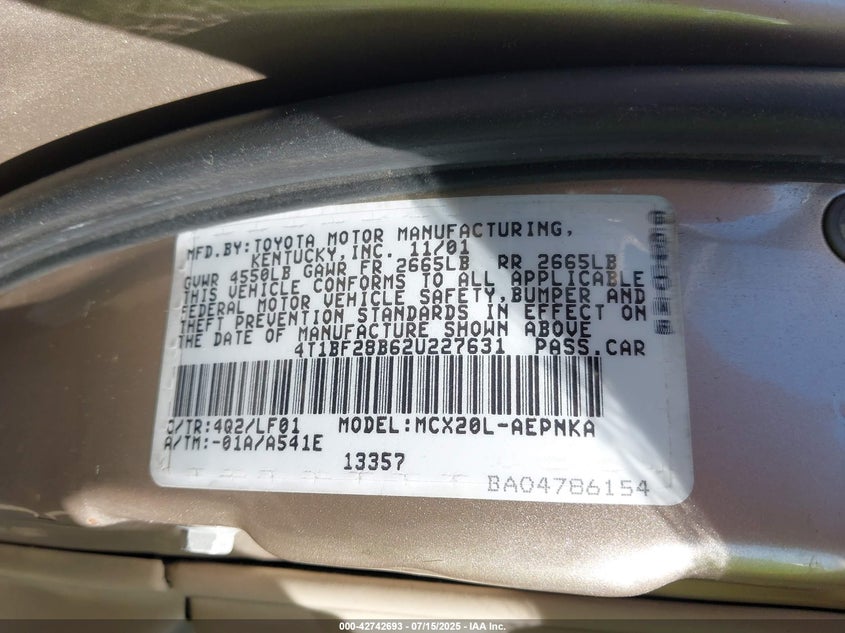 MFD.BY:TOYOTA MOTOR MANUFACTURING,
KENTUCKY,INC. 11/01
GVWR 4550LB GAWR FR 2665LB RR 2665LB
THIS VEHICLE CONFORMS TO ALL APPLICABLE
FEDERAL MOTOR VEHICLE SAFETY,BUMPER AND
THEFT PREVENTION STANDARDS IN EFFECT ON
THE DATE OF MANUFACTURE SHOWN ABOVE
4T1BF28B62U227631 PASS.CAR
C/TR:4Q2/LF01 MODEL:MCX20L-AEPNKA
A/TM:-01A/A541E
13357
BA04786154
000-42742693 - 07/15/2025 - IAA Inc.